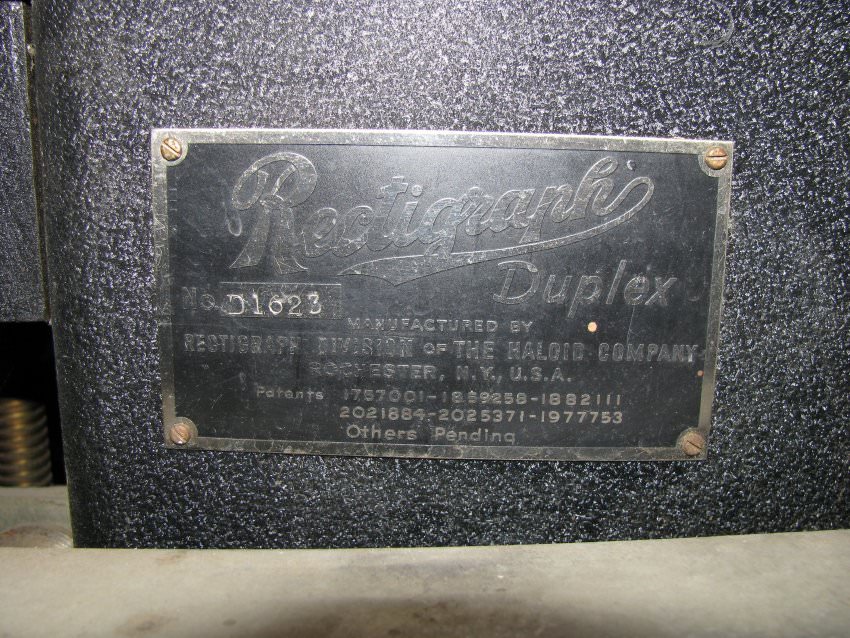 Rectigraph
Duplex
No. D1623
MANUFACTURED BY
RECTIGRAPH DIVISION OF THE HALOID COMPANY
ROCHESTER, N.Y., U.S.A.
Patents 1757001-1859258-1882111
2021884-2025371-1977753
Others Pending